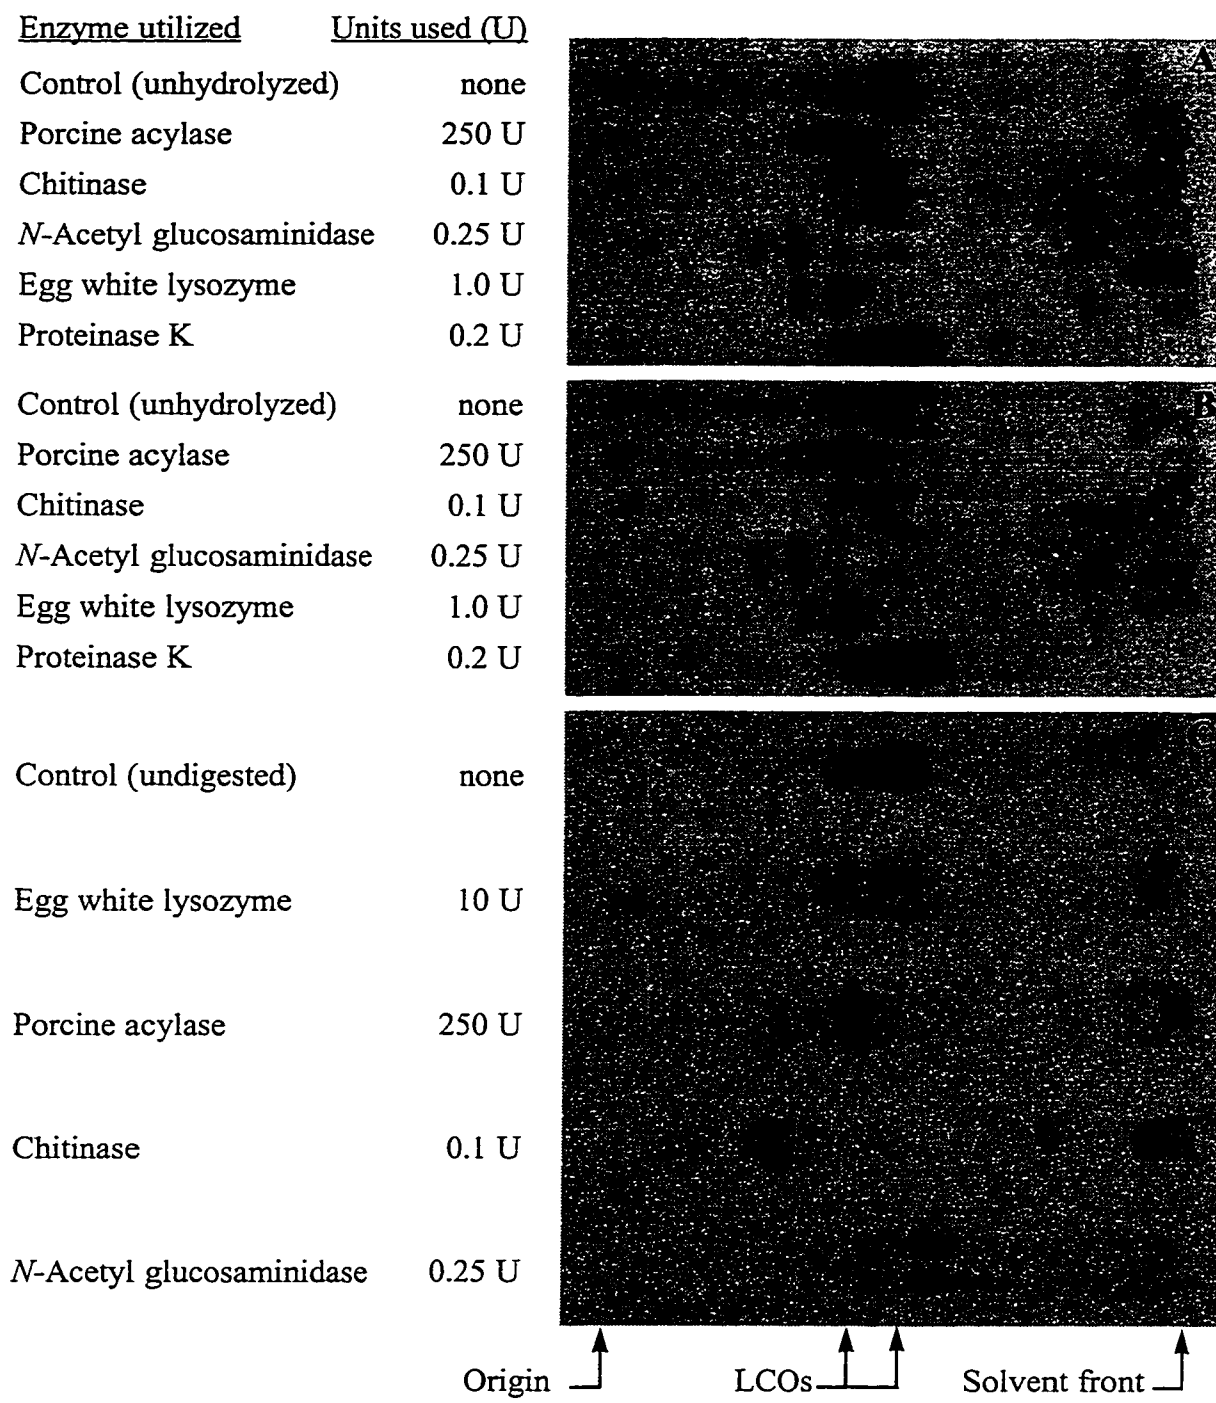 Enzyme utilized Units used (U)
Control (unhydrolyzed) none
Porcine acylase 250 U
Chitinase 0.1 U
N-Acetyl glucosaminidase 0.25 U
Egg white lysozyme 1.0 U
Proteinase K 0.2 U
A
Control (unhydrolyzed) none
Porcine acylase 250 U
Chitinase 0.1 U
N-Acetyl glucosaminidase 0.25 U
Egg white lysozyme 1.0 U
Proteinase K 0.2 U
B
Control (undigested) none
Egg white lysozyme 10 U
Porcine acylase 250 U
Chitinase 0.1 U
N-Acetyl glucosaminidase 0.25 U
C
Origin LCOs Solvent front